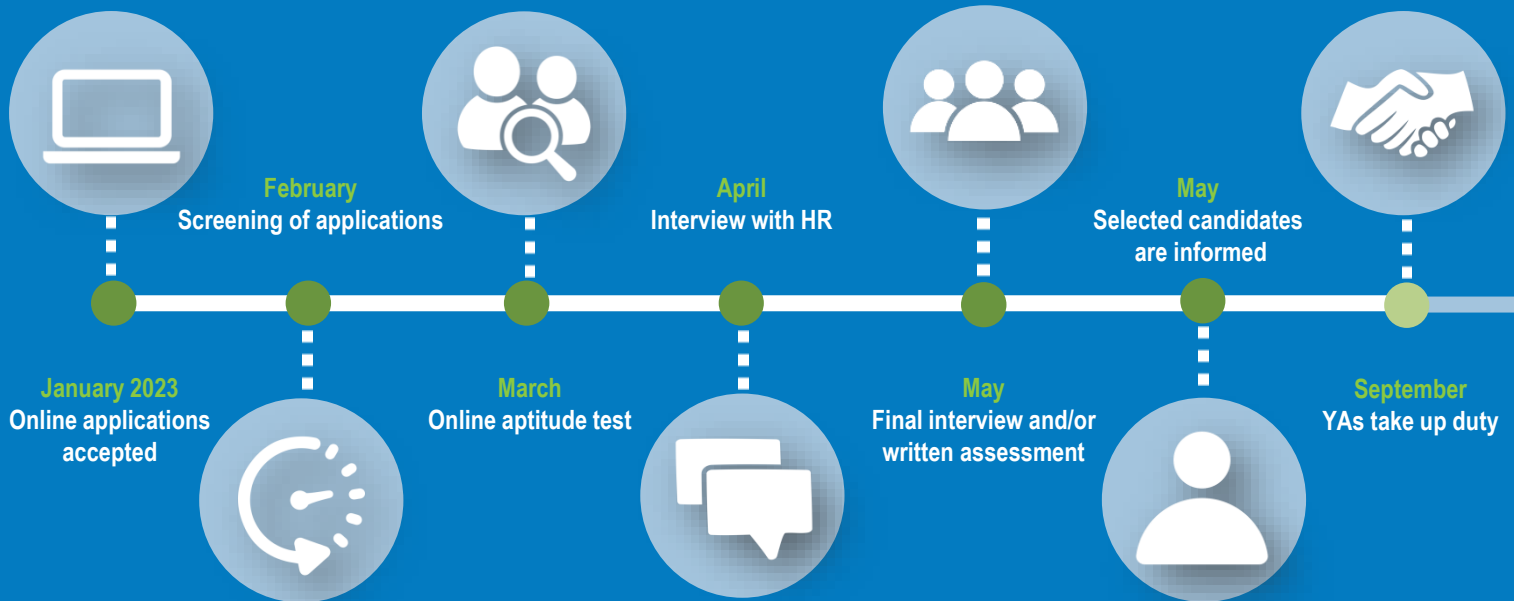 January 2023
Online applications
accepted
February
Screening of applications
March
Online aptitude test
April
Interview with HR
May
Final interview and/or
written assessment
May
Selected candidates
are informed
September
YAs take up duty